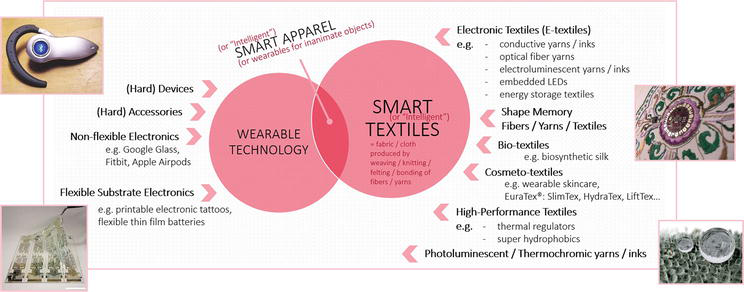 (or "Intelligent")
SMART APPAREL
(or wearables for inanimate objects)
(Hard) Devices
(Hard) Accessories
Non-flexible Electronics
e.g. Google Glass,
Fitbit, Apple Airpods
Flexible Substrate Electronics
e.g. printable electronic tattoos,
flexible thin film batteries
WEARABLE
TECHNOLOGY
SMART
(or "Intelligent")
TEXTILES
= fabric / cloth
produced by
weaving / knitting /
felting / bonding of
fibers / yarns
Electronic Textiles (E-textiles)
e.g. - conductive yarns / inks
- optical fiber yarns
- electroluminescent yarns / inks
- embedded LEDs
- energy storage textiles
Shape Memory
Fibers / Yarns / Textiles
Bio-textiles
e.g. biosynthetic silk
Cosmeto-textiles
e.g. wearable skincare,
EuraTex®: SlimTex, HydraTex, LiftTex...
High-Performance Textiles
e.g. - thermal regulators
- super hydrophobics
Photoluminescent / Thermochromic yarns / inks